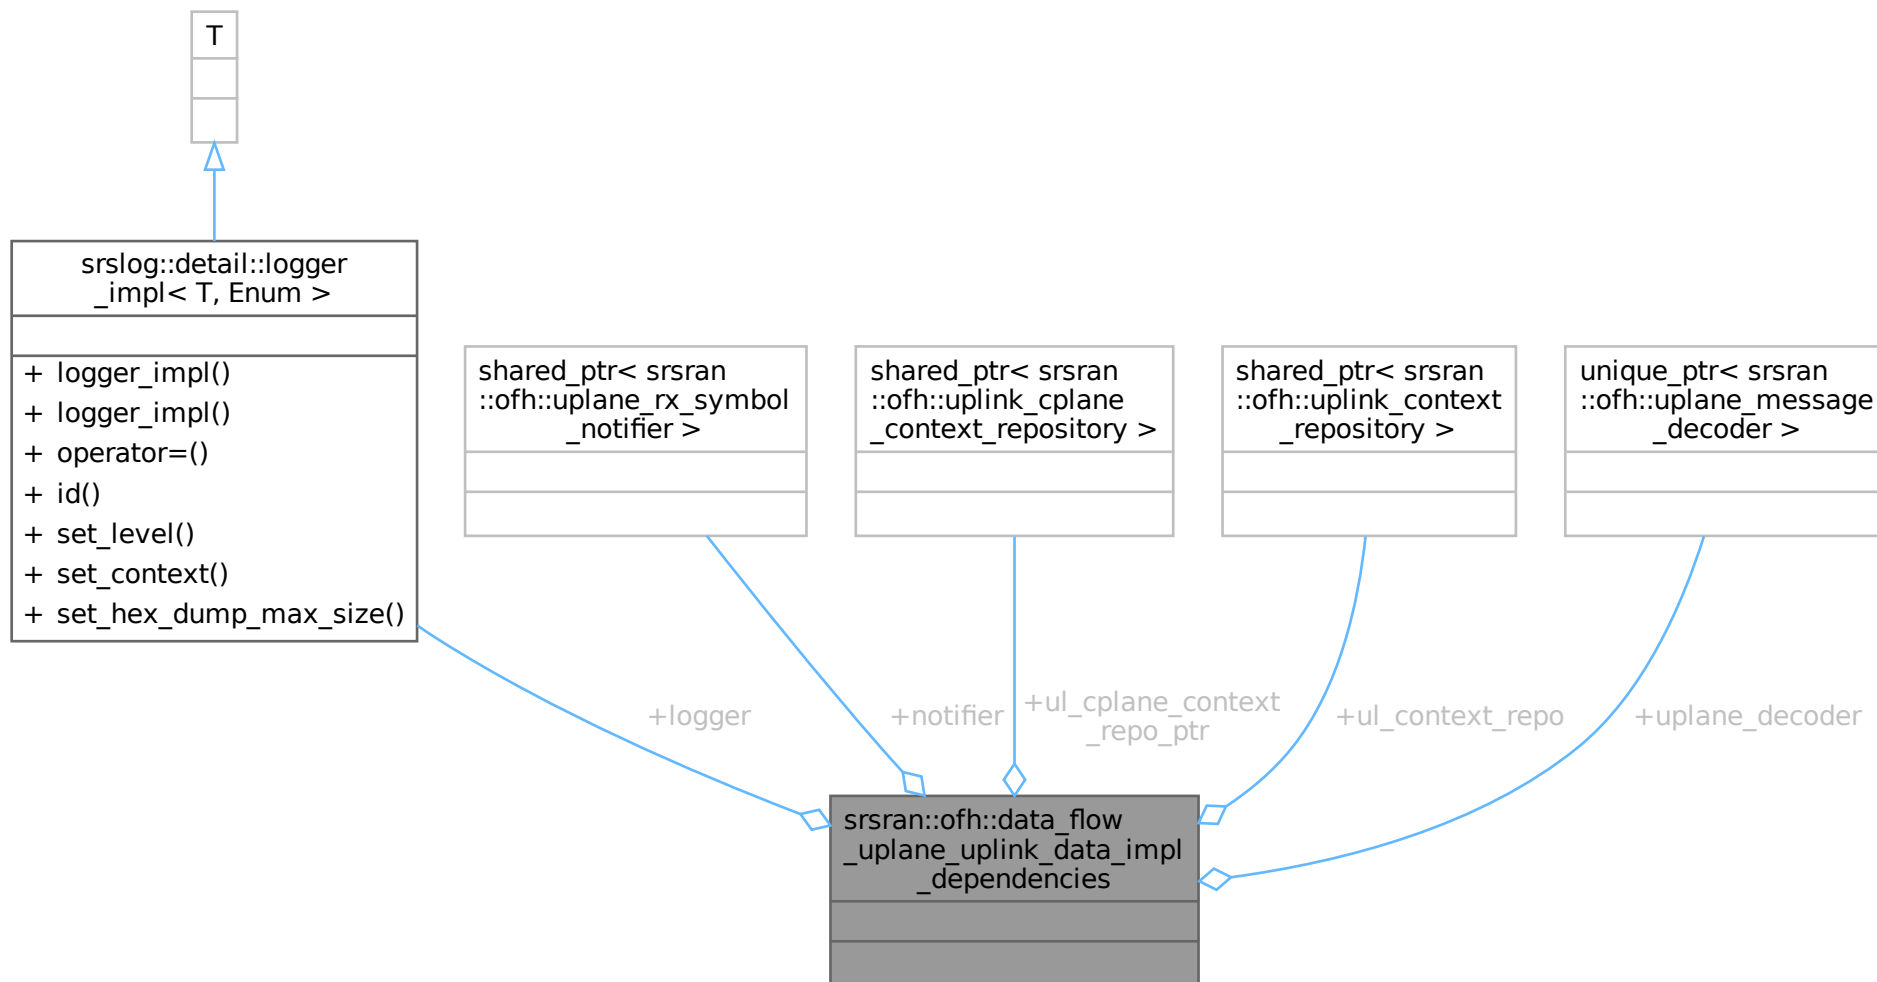 T
srslog::detail::logger
_impl< T, Enum >
+ logger_impl()
+ logger_impl()
+ operator=()
+ id()
+ set_level()
+ set_context()
+ set_hex_dump_max_size()
shared_ptr< srsran
::ofh::uplane_rx_symbol
_notifier >
shared_ptr< srsran
::ofh::uplink_cplane
_context_repository >
shared_ptr< srsran
::ofh::uplink_context
_repository >
unique_ptr< srsran
::ofh::uplane_message
_decoder >
+logger
+notifier
+ul_cplane_context
_repo_ptr
+ul_context_repo
+uplane_decoder
srsran::ofh::data_flow
_uplane_uplink_data_impl
_dependencies